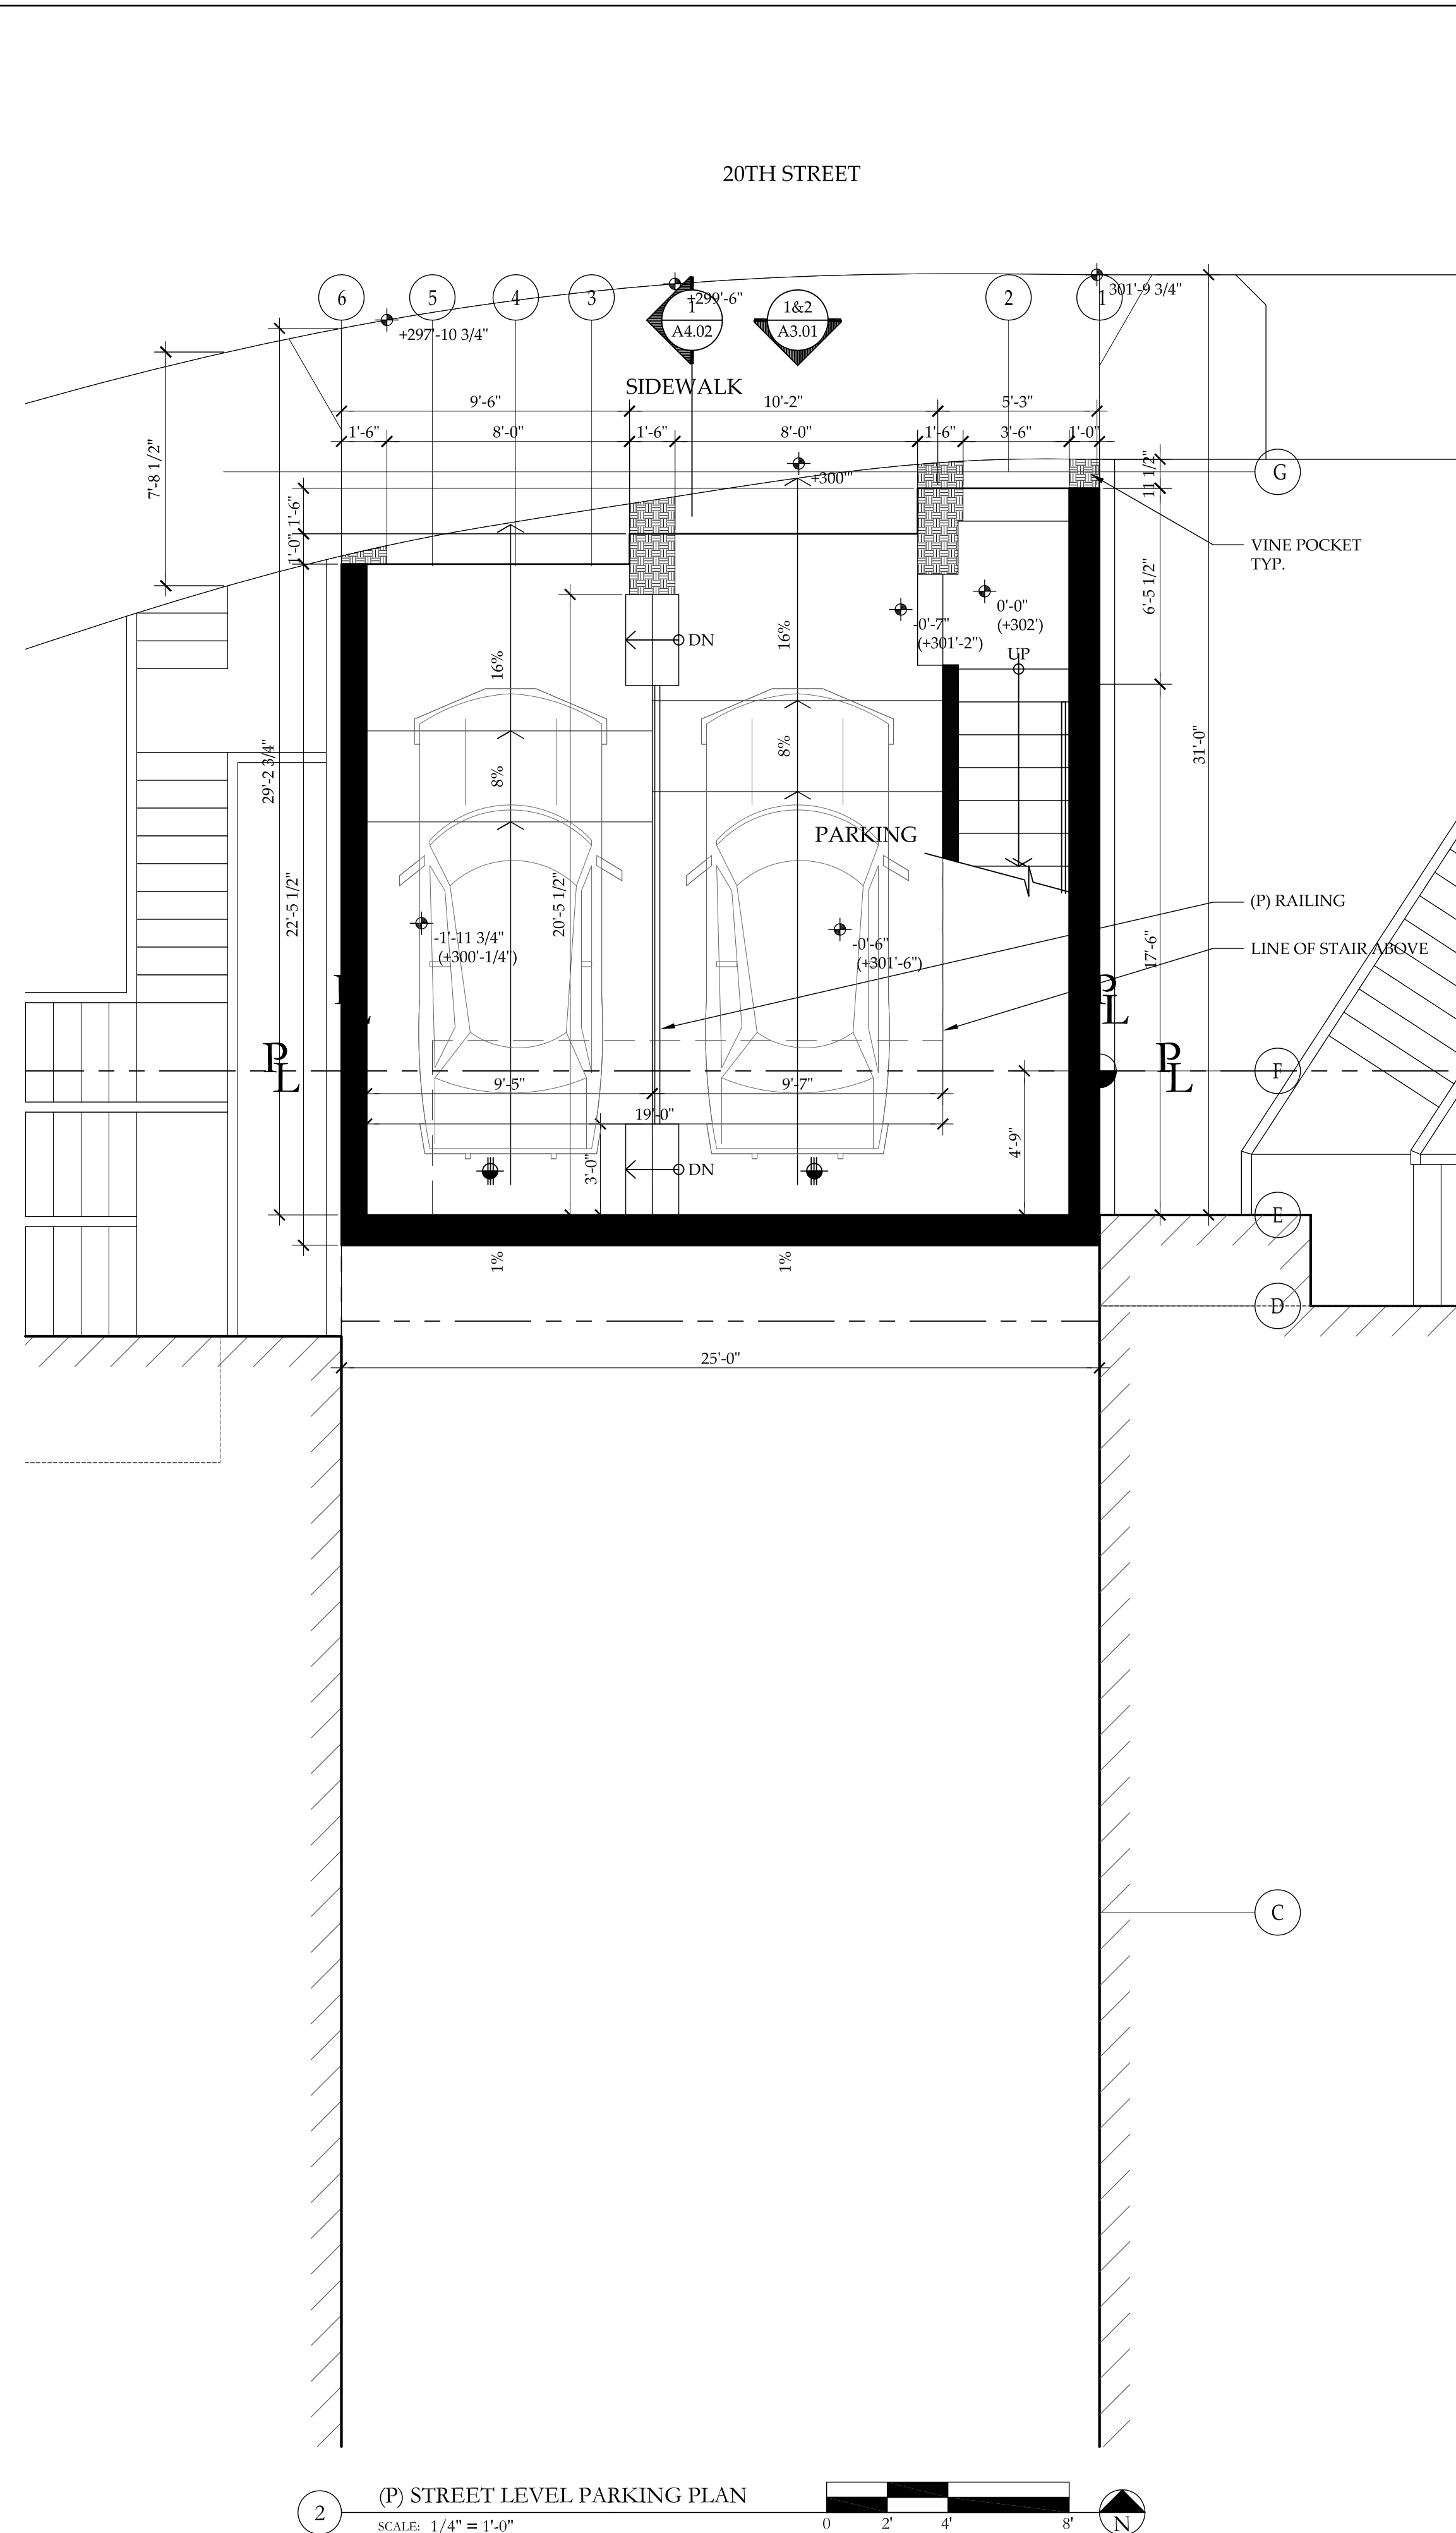 20TH STREET
6
5
4
3
2
1
301'-9 3/4"
+299'-6"
1
A4.02
1&2
A3.01
+297'-10 3/4"
SIDEWALK
9'-6"
10'-2"
5'-3"
1'-6"
8'-0"
1'-6"
8'-0"
1'-6"
3'-6"
1'-0"
7'-8 1/2"
11 1/2"
G
+300'"
1'-6"
1'-0"
VINE POCKET
TYP.
6'-5 1/2"
0'-0"
(+302')
-0'-7"
(+301'-2")
DN
16%
16%
UP
29'-2 3/4"
8%
8%
31'-0"
PARKING
22'-5 1/2"
20'-5 1/2"
(P) RAILING
-1'-11 3/4"
(+300'-1/4")
-0'-6"
(+301'-6")
LINE OF STAIR ABOVE
17'-6"
PL
PL
PL
PL
F
9'-5"
9'-7"
19'-0"
4'-9"
3'-0"
DN
E
1%
1%
D
25'-0"
C
2
(P) STREET LEVEL PARKING PLAN
SCALE: 1/4" = 1'-0"
0
2'
4'
8'
N